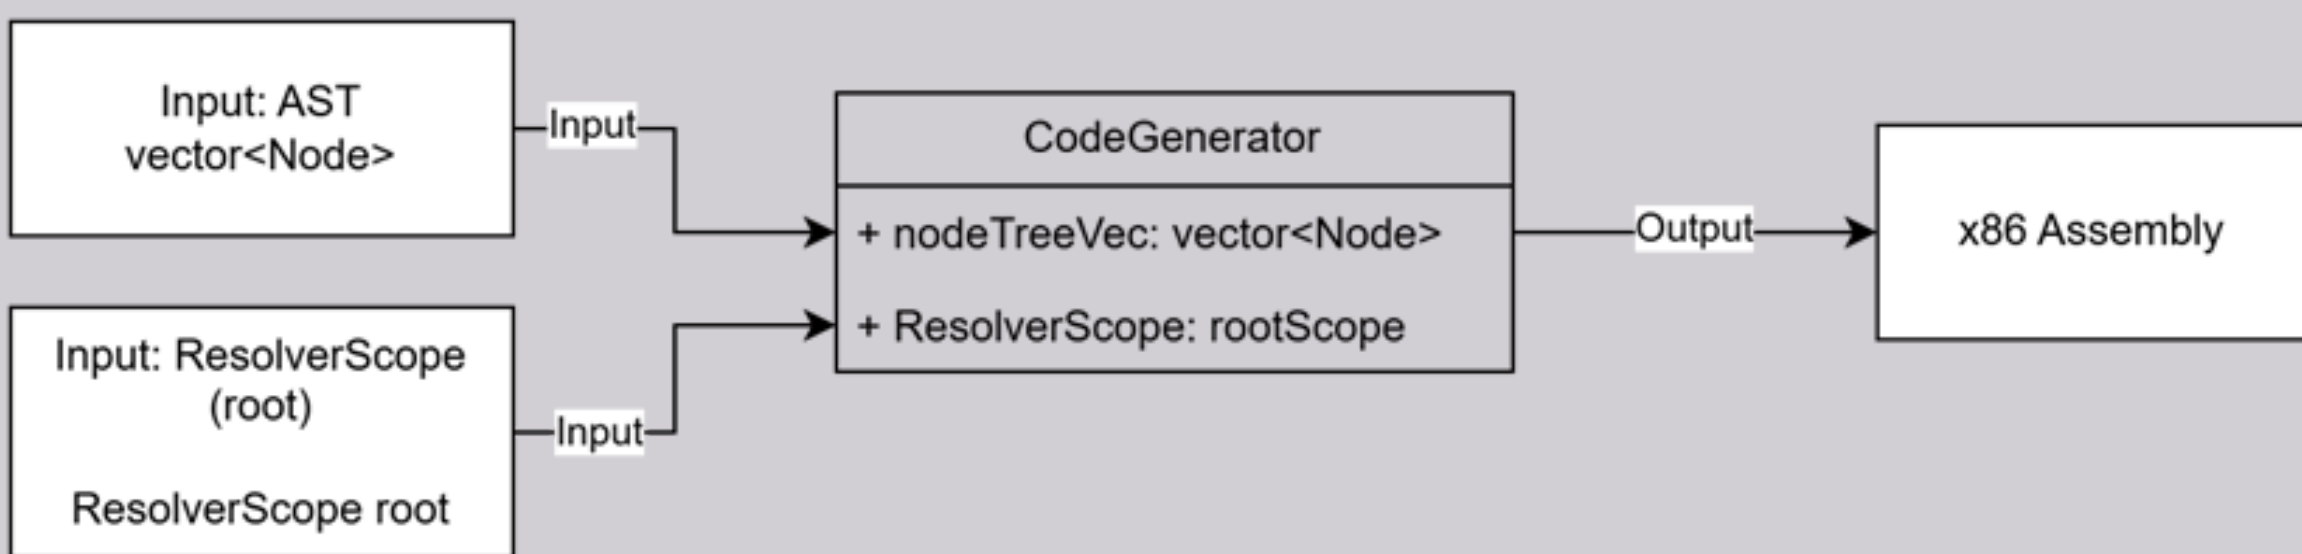 Input: AST
vector<Node>
Input
CodeGenerator
+ nodeTreeVec: vector<Node>
+ ResolverScope: rootScope
Output
x86 Assembly
Input: ResolverScope
(root)
ResolverScope root
Input